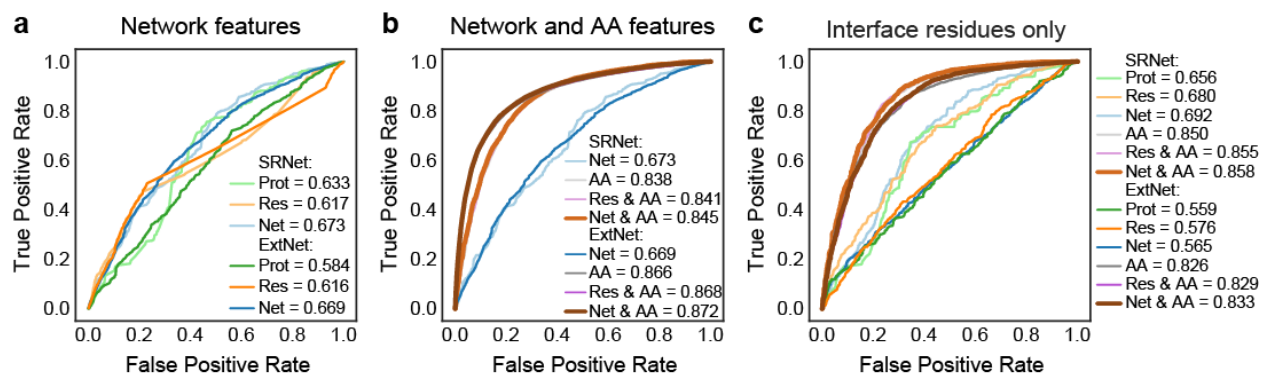 a Network features
True Positive Rate
1.0
0.8
0.6
0.4
0.2
0.0
SRNet:
Prot = 0.633
Res = 0.617
Net = 0.673
ExtNet:
Prot = 0.584
Res = 0.616
Net = 0.669
0.0 0.2 0.4 0.6 0.8 1.0
False Positive Rate
b Network and AA features
True Positive Rate
1.0
0.8
0.6
0.4
0.2
0.0
SRNet:
Net = 0.673
AA = 0.838
Res & AA = 0.841
Net & AA = 0.845
ExtNet:
Net = 0.669
AA = 0.866
Res & AA = 0.868
Net & AA = 0.872
0.0 0.2 0.4 0.6 0.8 1.0
False Positive Rate
c Interface residues only
True Positive Rate
1.0
0.8
0.6
0.4
0.2
0.0
0.0 0.2 0.4 0.6 0.8 1.0
False Positive Rate
SRNet:
Prot = 0.656
Res = 0.680
Net = 0.692
AA = 0.850
Res & AA = 0.855
Net & AA = 0.858
ExtNet:
Prot = 0.559
Res = 0.576
Net = 0.565
AA = 0.826
Res & AA = 0.829
Net & AA = 0.833